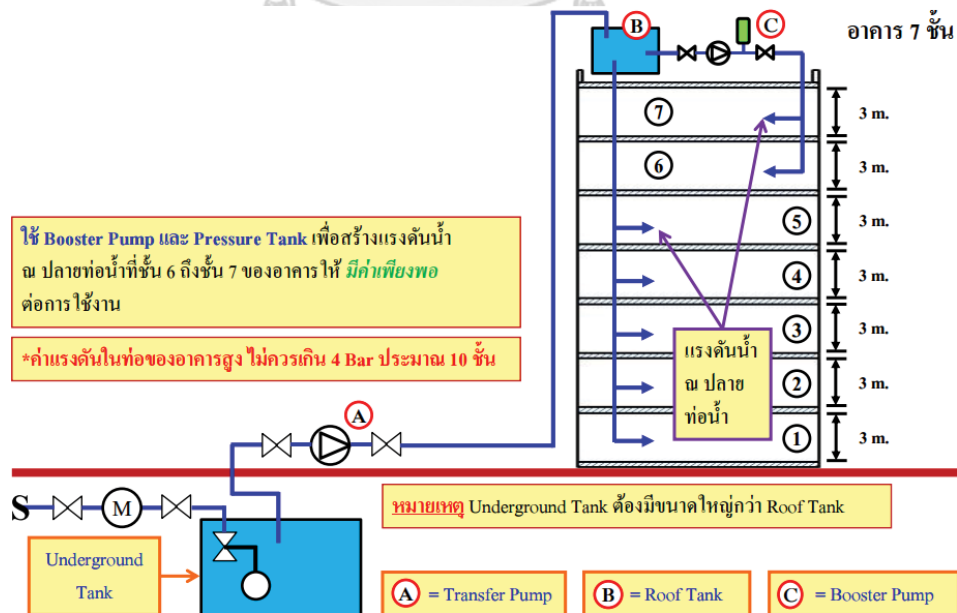 อาคาร 7 ชั้น
B
C
7
3 m.
6
3 m.
5
3 m.
4
3 m.
3
3 m.
2
3 m.
1
3 m.
ใช้ Booster Pump และ Pressure Tank เพื่อสร้างแรงดันน้ำ
ณ ปลายท่อน้ำที่ชั้น 6 ถึงชั้น 7 ของอาคารให้ มีค่าเพียงพอ
ต่อการใช้งาน
*ค่าแรงดันในท่อของอาคารสูง ไม่ควรเกิน 4 Bar ประมาณ 10 ชั้น
แรงดันน้ำ
ณ ปลาย
ท่อน้ำ
A
S
M
หมายเหตุ Underground Tank ต้องมีขนาดใหญ่กว่า Roof Tank
Underground
Tank
A = Transfer Pump
B = Roof Tank
C = Booster Pump